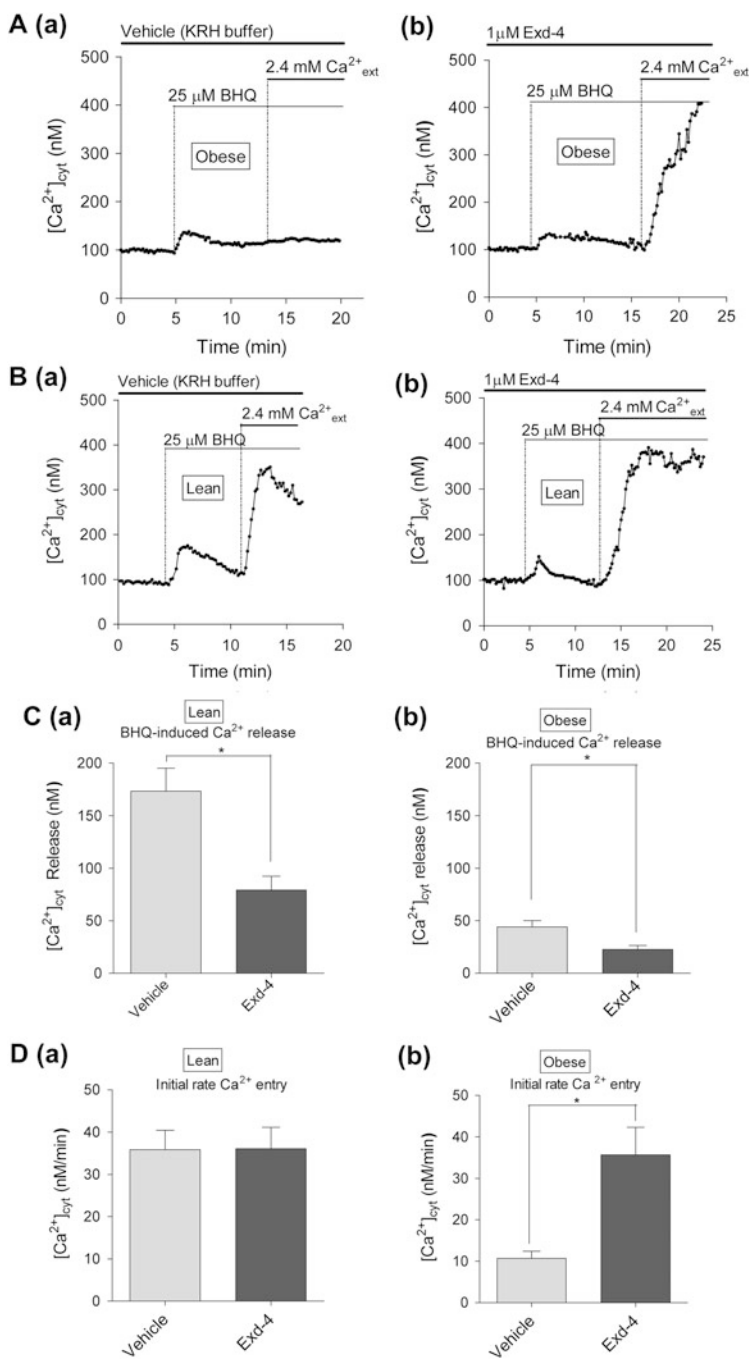 A (a)
Vehicle (KRH buffer)
2.4 mM Ca²⁺ext
25 µM BHQ
Obese
[Ca²⁺]cyt (nM)
500
400
300
200
100
0
0 5 10 15 20
Time (min)
(b)
1µM Exd-4
2.4 mM Ca²⁺ext
25 µM BHQ
Obese
[Ca²⁺]cyt (nM)
500
400
300
200
100
0
0 5 10 15 20 25
Time (min)
B (a)
Vehicle (KRH buffer)
2.4 mM Ca²⁺ext
25 µM BHQ
Lean
[Ca²⁺]cyt (nM)
500
400
300
200
100
0
0 5 10 15 20
Time (min)
(b)
1µM Exd-4
2.4 mM Ca²⁺ext
25 µM BHQ
Lean
[Ca²⁺]cyt (nM)
500
400
300
200
100
0
0 5 10 15 20 25
Time (min)
C (a)
Lean
BHQ-induced Ca²⁺ release
*
[Ca²⁺]cyt Release (nM)
200
150
100
50
0
Vehicle
Exd-4
(b)
Obese
BHQ-induced Ca²⁺ release
*
[Ca²⁺]cyt release (nM)
200
150
100
50
0
Vehicle
Exd-4
D (a)
Lean
Initial rate Ca²⁺ entry
[Ca²⁺]cyt (nM/min)
50
40
30
20
10
0
Vehicle
Exd-4
(b)
Obese
Initial rate Ca²⁺ entry
*
[Ca²⁺]cyt (nM/min)
50
40
30
20
10
0
Vehicle
Exd-4